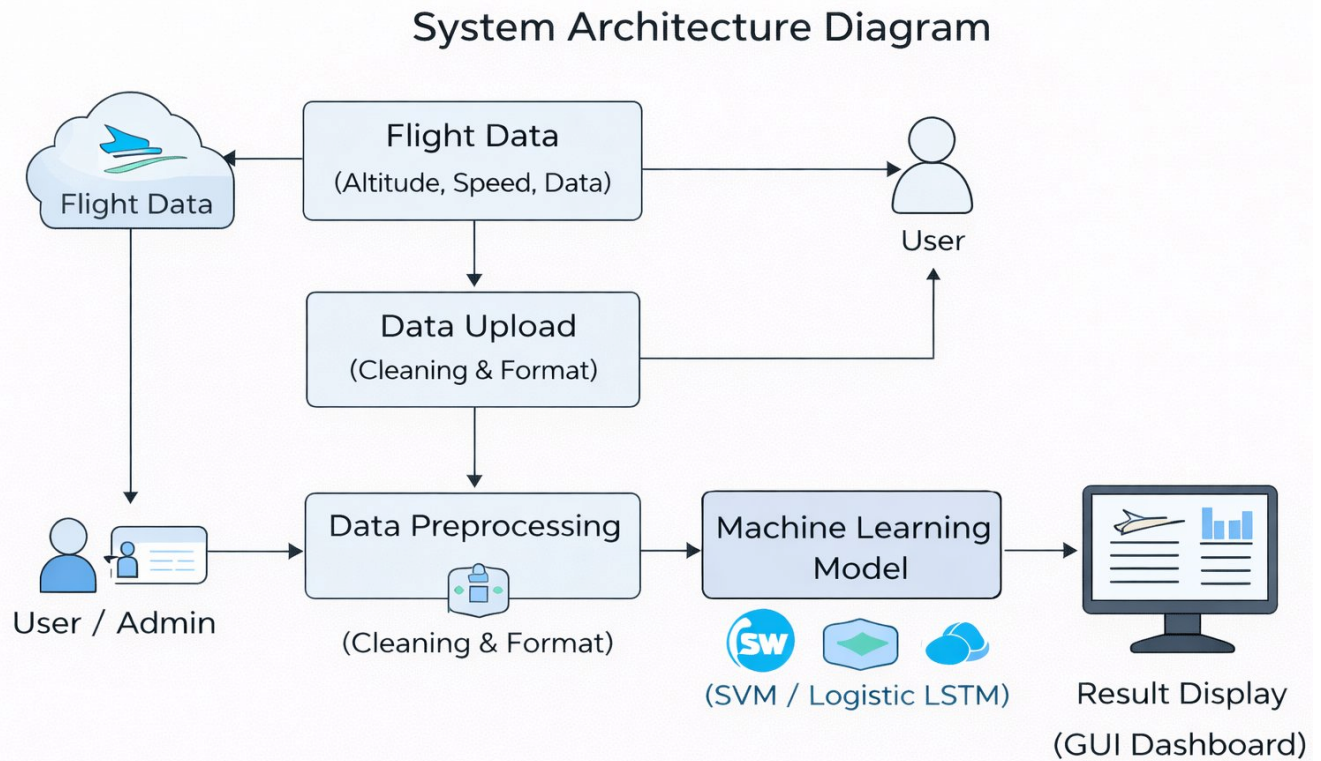 System Architecture Diagram
Flight Data
Flight Data
(Altitude, Speed, Data)
User
Data Upload
(Cleaning & Format)
User / Admin
Data Preprocessing
(Cleaning & Format)
Machine Learning
Model
SW
(SVM / Logistic LSTM)
Result Display
(GUI Dashboard)